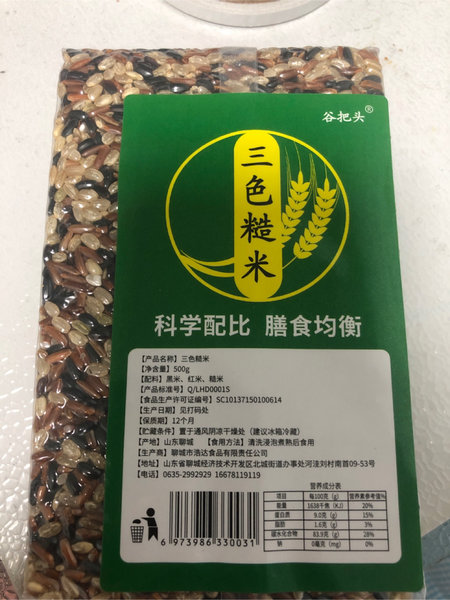 谷把头®
三色糙米
科学配比 膳食均衡
【产品名称】三色糙米
【净含量】500g
【配料】黑米、红米、糙米
【产品标准号】Q/LHD0001S
【食品生产许可证编号】SC10137150100614
【生产日期】见打码处
【保质期】12个月
【贮藏条件】置于通风阴凉干燥处（建议冰箱冷藏）
【产地】山东聊城 【食用方法】清洗浸泡煮熟后食用
【生产商】聊城市浩达食品有限责任公司
【地址】山东省聊城经济技术开发区北城街道办事处河洼刘村南首09-53号
【电话】0635-2992929 16678119119
营养成分表
项目 每100克（g） 营养素参考值%
能量 1638千焦（KJ） 20%
蛋白质 9.0克（g） 15%
脂肪 1.6克（g） 3%
碳水化合物 83.9克（g） 28%
钠 0毫克（mg） 0%
6 973986 330031